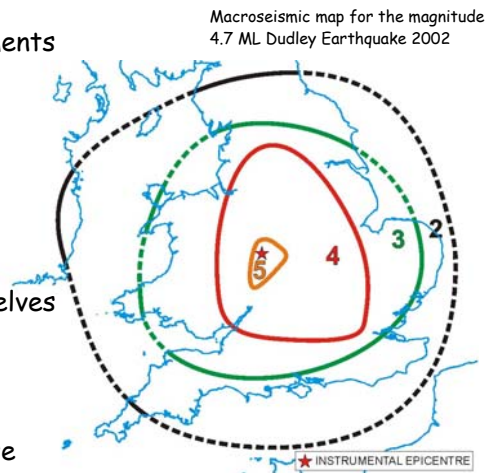 Macroseismic map for the magnitude
4.7 ML Dudley Earthquake 2002
2
3
4
5
INSTRUMENTAL EPICENTRE